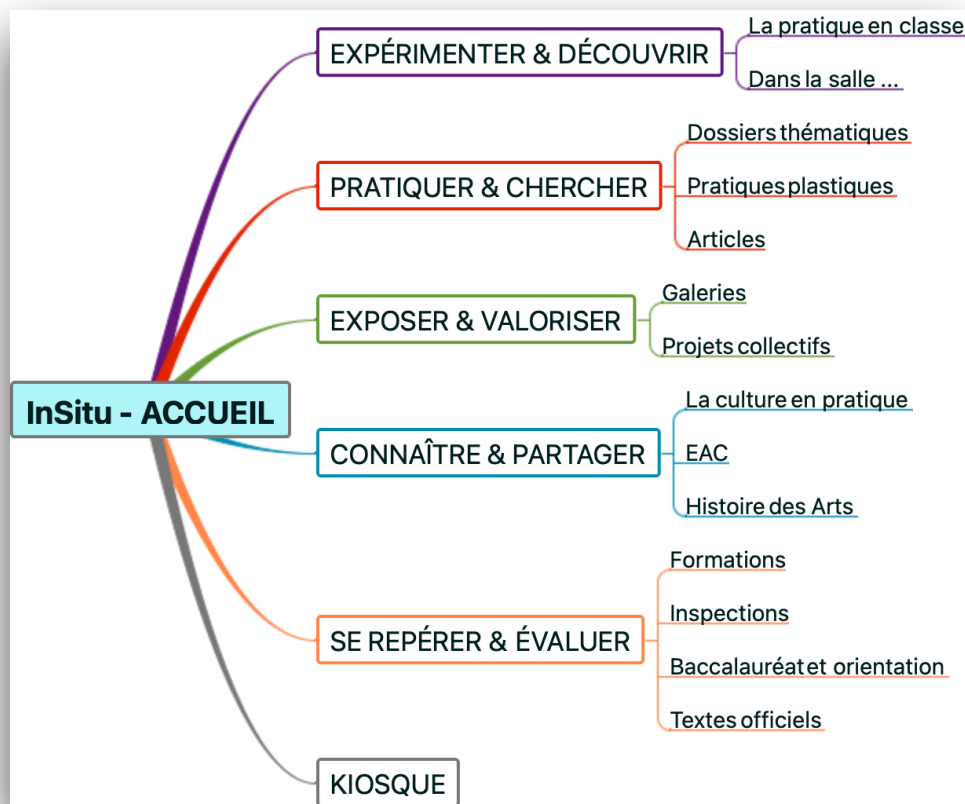 La pratique en classe
EXPÉRIMENTER & DÉCOUVRIR
Dans la salle ...
Dossiers thématiques
PRATIQUER & CHERCHER
Pratiques plastiques
Articles
Galeries
EXPOSER & VALORISER
Projets collectifs
InSitu - ACCUEIL
La culture en pratique
CONNAÎTRE & PARTAGER
EAC
Histoire des Arts
Formations
Inspections
SE REPÉRER & ÉVALUER
Baccalauréat et orientation
Textes officiels
KIOSQUE